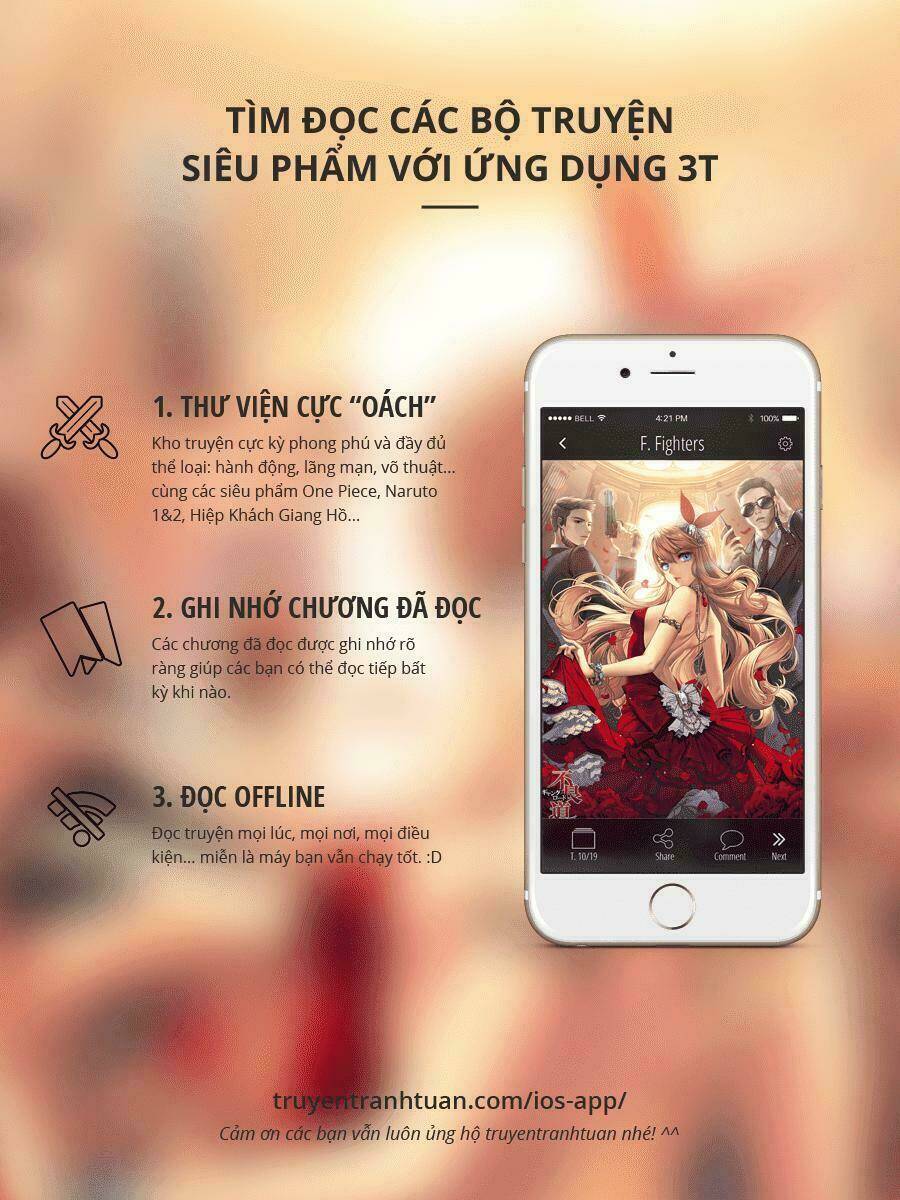 TÌM ĐỌC CÁC BỘ TRUYỆN
SIÊU PHẨM VỚI ỨNG DỤNG 3T
1. THƯ VIỆN CỰC “OÁCH”
Kho truyện cực kỳ phong phú và đầy đủ
thể loại: hành động, lãng mạn, võ thuật...
cùng các siêu phẩm One Piece, Naruto
1&2, Hiệp Khách Giang Hồ...
2. GHI NHỚ CHƯƠNG ĐÃ ĐỌC
Các chương đã đọc được ghi nhớ rõ
ràng giúp các bạn có thể đọc tiếp bất
kỳ khi nào.
3. ĐỌC OFFLINE
Đọc truyện mọi lúc, mọi nơi, mọi điều
kiện... miễn là máy bạn vẫn chạy tốt. :D
BELL 4:21 PM 100%
F. Fighters
不良道
T. 10/19 Share Comment Next
truyentranhtuan.com/ios-app/
Cảm ơn các bạn vẫn luôn ủng hộ truyentranhtuan nhé! ^^